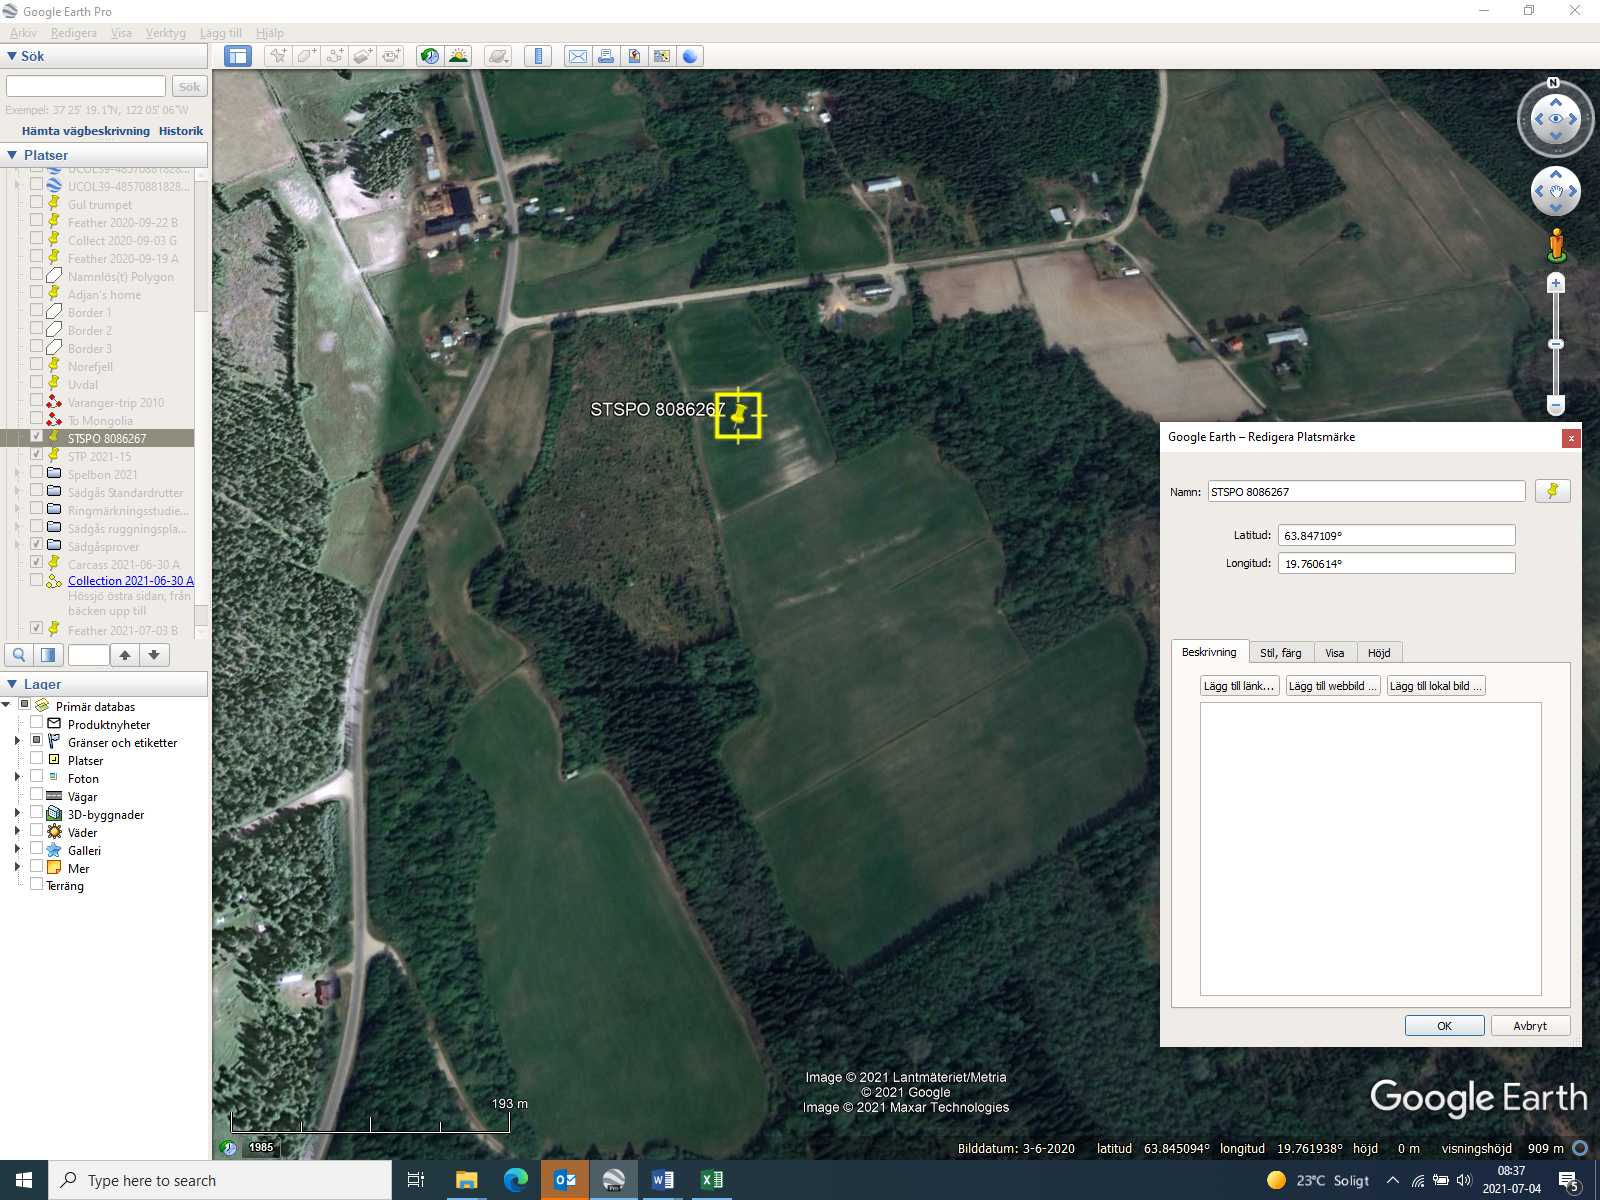 Google Earth Pro
Arkiv Redigera Visa Verktyg Lägg till Hjälp
Sök
Sök
Exempel: 37 25' 19.1"N, 122 05' 06"W
Hämta vägbeskrivning Historik
Platser
UCOL39-48570881828...
UCOL39-48570881828...
Gul trumpet
Feather 2020-09-22 B
Collect 2020-09-03 G
Feather 2020-09-19 A
Namnlös(t) Polygon
Adjan's home
Border 1
Border 2
Border 3
Norefjell
Uvdal
Varanger-trip 2010
To Mongolia
STSPO 8086267
STP 2021-15
Spelbon 2021
Sädgås Standardrutter
Ringmärkningsstudie...
Sädgås ruggningspla...
Sädgåsprover
Carcass 2021-06-30 A
Collection 2021-06-30 A
Hössjö östra sidan, från
bäcken upp till
Feather 2021-07-03 B
Lager
Primär databas
Produktnyheter
Gränser och etiketter
Platser
Foton
Vägar
3D-byggnader
Väder
Galleri
Mer
Terräng
N
STSPO 8086267
Google Earth – Redigera Platsmärke
x
Namn: STSPO 8086267
Latitud: 63.847109°
Longitud: 19.760614°
Beskrivning Stil, färg Visa Höjd
Lägg till länk... Lägg till webbild ... Lägg till lokal bild ...
OK Avbryt
Image © 2021 Lantmäteriet/Metria
© 2021 Google
Image © 2021 Maxar Technologies
Google Earth
193 m
1985
Bilddatum: 3-6-2020 latitud 63.845094° longitud 19.761938° höjd 0 m visningshöjd 909 m
Type here to search
23°C Soligt
08:37
2021-07-04
5